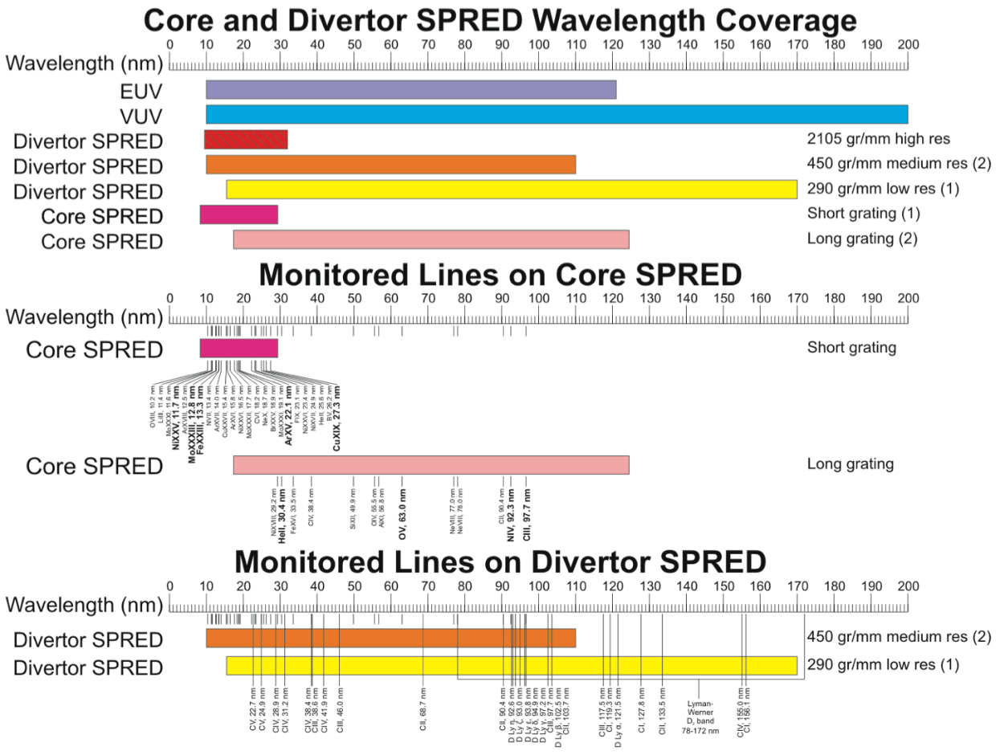 Core and Divertor SPRED Wavelength Coverage
0 10 20 30 40 50 60 70 80 90 100 110 120 130 140 150 160 170 180 190 200
Wavelength (nm)
EUV
VUV
Divertor SPRED 2105 gr/mm high res
Divertor SPRED 450 gr/mm medium res (2)
Divertor SPRED 290 gr/mm low res (1)
Core SPRED Short grating (1)
Core SPRED Long grating (2)
Monitored Lines on Core SPRED
0 10 20 30 40 50 60 70 80 90 100 110 120 130 140 150 160 170 180 190 200
Wavelength (nm)
Core SPRED Short grating
OVIII, 10.2 nm
LiIII, 11.4 nm
MoXXXI, 11.6 nm
NiXXV, 11.7 nm
ArXVIII, 12.5 nm
MoXXXIII, 12.8 nm
FeXXIII, 13.3 nm
NVII, 13.4 nm
ArXVII, 14.0 nm
CuXXVII, 15.4 nm
ArXVI, 15.8 nm
NiXXVI, 16.5 nm
MoXXXII, 17.7 nm
CVI, 18.2 nm
NeX, 18.7 nm
BrXXV, 18.9 nm
MoXXXI, 19.1 nm
ArXV, 22.1 nm
FIX, 23.1 nm
NiXXVI, 23.4 nm
NiXVII, 24.9 nm
HeII, 25.6 nm
BV, 26.2 nm
CuXIX, 27.3 nm
Core SPRED Long grating
NiXVIII, 29.2 nm
HeII, 30.4 nm
FeXVI, 33.5 nm
CIV, 38.4 nm
SiXII, 49.9 nm
OIV, 55.5 nm
AlXI, 56.8 nm
OV, 63.0 nm
NeVIII, 77.0 nm
NeVIII, 78.0 nm
CII, 90.4 nm
NIV, 92.3 nm
CIII, 97.7 nm
Monitored Lines on Divertor SPRED
0 10 20 30 40 50 60 70 80 90 100 110 120 130 140 150 160 170 180 190 200
Wavelength (nm)
Divertor SPRED 450 gr/mm medium res (2)
Divertor SPRED 290 gr/mm low res (1)
CV, 22.7 nm
CV, 24.9 nm
CIV, 28.9 nm
CIV, 31.2 nm
CIV, 38.4 nm
CIII, 38.6 nm
CIV, 41.9 nm
CIII, 46.0 nm
CII, 68.7 nm
CII, 90.4 nm
D Ly η, 92.6 nm
D Ly ζ, 93.0 nm
D Ly ε, 93.8 nm
D Ly δ, 94.9 nm
D Ly γ, 97.2 nm
CIII, 97.7 nm
D Ly β, 102.5 nm
CII, 103.7 nm
CIII, 117.5 nm
CI, 119.3 nm
D Ly α, 121.5 nm
CI, 127.8 nm
CII, 133.5 nm
Lyman-
Werner
D₂ band
78-172 nm
CIV, 155.0 nm
CI, 156.1 nm